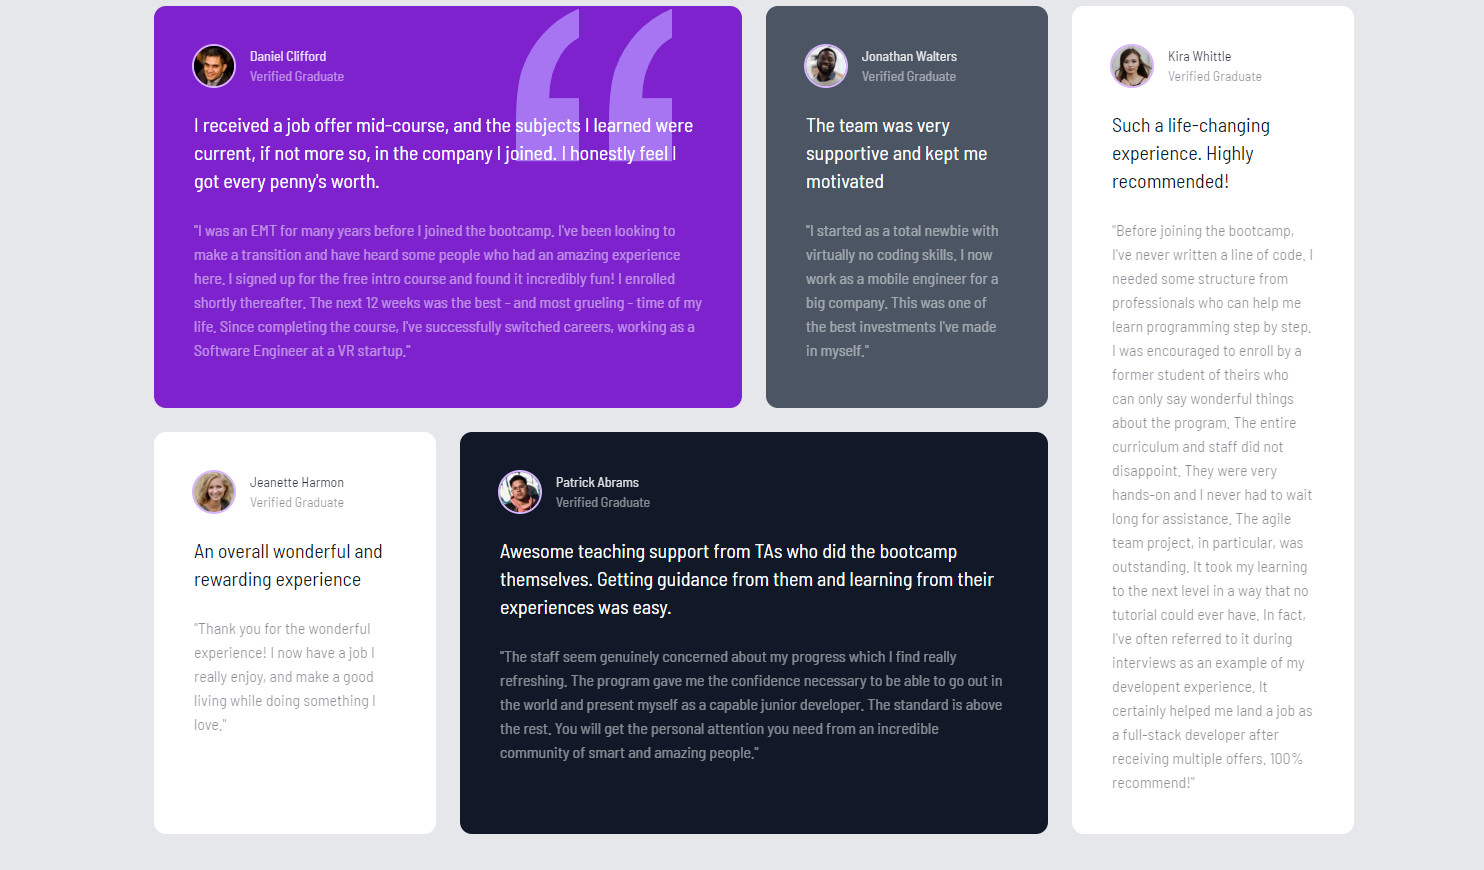 Daniel Clifford
Verified Graduate
I received a job offer mid-course, and the subjects I learned were
current, if not more so, in the company I joined. I honestly feel I
got every penny's worth.
"I was an EMT for many years before I joined the bootcamp. I've been looking to
make a transition and have heard some people who had an amazing experience
here. I signed up for the free intro course and found it incredibly fun! I enrolled
shortly thereafter. The next 12 weeks was the best - and most grueling - time of my
life. Since completing the course, I've successfully switched careers, working as a
Software Engineer at a VR startup."
Jonathan Walters
Verified Graduate
The team was very
supportive and kept me
motivated
"I started as a total newbie with
virtually no coding skills. I now
work as a mobile engineer for a
big company. This was one of
the best investments I've made
in myself."
Kira Whittle
Verified Graduate
Such a life-changing
experience. Highly
recommended!
"Before joining the bootcamp,
I've never written a line of code. I
needed some structure from
professionals who can help me
learn programming step by step.
I was encouraged to enroll by a
former student of theirs who
can only say wonderful things
about the program. The entire
curriculum and staff did not
disappoint. They were very
hands-on and I never had to wait
long for assistance. The agile
team project, in particular, was
outstanding. It took my learning
to the next level in a way that no
tutorial could ever have. In fact,
I've often referred to it during
interviews as an example of my
developent experience. It
certainly helped me land a job as
a full-stack developer after
receiving multiple offers. 100%
recommend!"
Jeanette Harmon
Verified Graduate
An overall wonderful and
rewarding experience
"Thank you for the wonderful
experience! I now have a job I
really enjoy, and make a good
living while doing something I
love."
Patrick Abrams
Verified Graduate
Awesome teaching support from TAs who did the bootcamp
themselves. Getting guidance from them and learning from their
experiences was easy.
"The staff seem genuinely concerned about my progress which I find really
refreshing. The program gave me the confidence necessary to be able to go out in
the world and present myself as a capable junior developer. The standard is above
the rest. You will get the personal attention you need from an incredible
community of smart and amazing people."